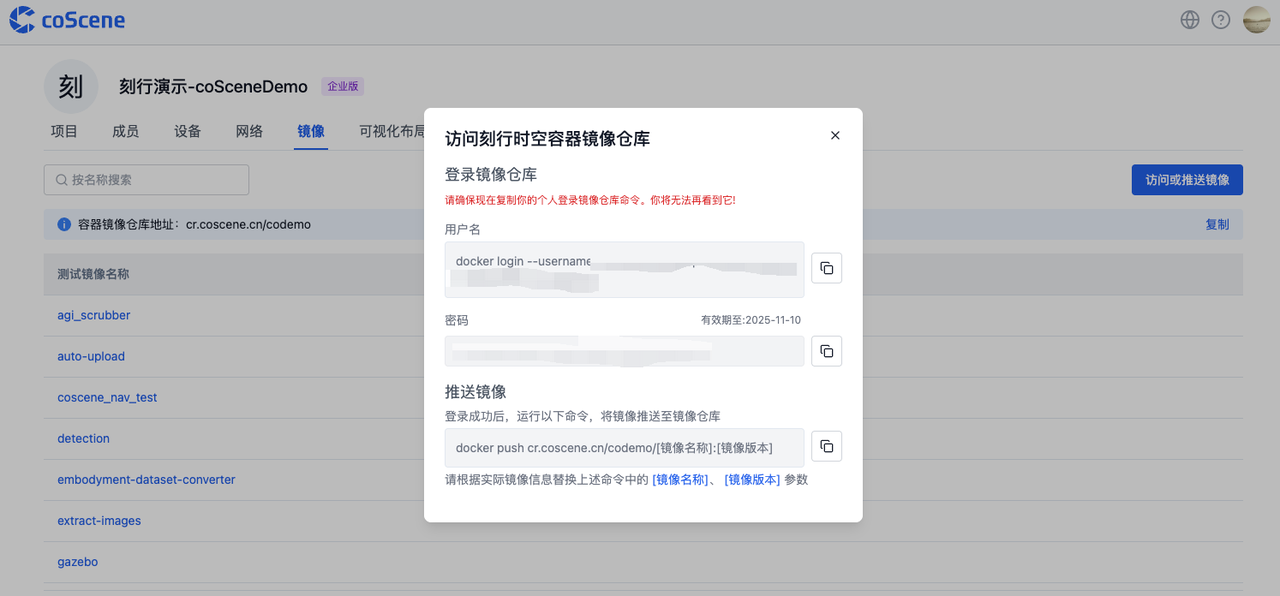 coScene
刻
刻行演示-coSceneDemo
企业版
项目
成员
设备
网络
镜像
可视化布局
按名称搜索
访问或推送镜像
容器镜像仓库地址：cr.coscene.cn/codemo
复制
测试镜像名称
agi_scrubber
auto-upload
coscene_nav_test
detection
embodyment-dataset-converter
extract-images
gazebo
访问刻行时空容器镜像仓库
登录镜像仓库
请确保现在复制你的个人登录镜像仓库命令。你将无法再看到它!
用户名
docker login --username
密码
有效期至:2025-11-10
推送镜像
登录成功后，运行以下命令，将镜像推送至镜像仓库
docker push cr.coscene.cn/codemo/[镜像名称]:[镜像版本]
请根据实际镜像信息替换上述命令中的 [镜像名称]、 [镜像版本] 参数